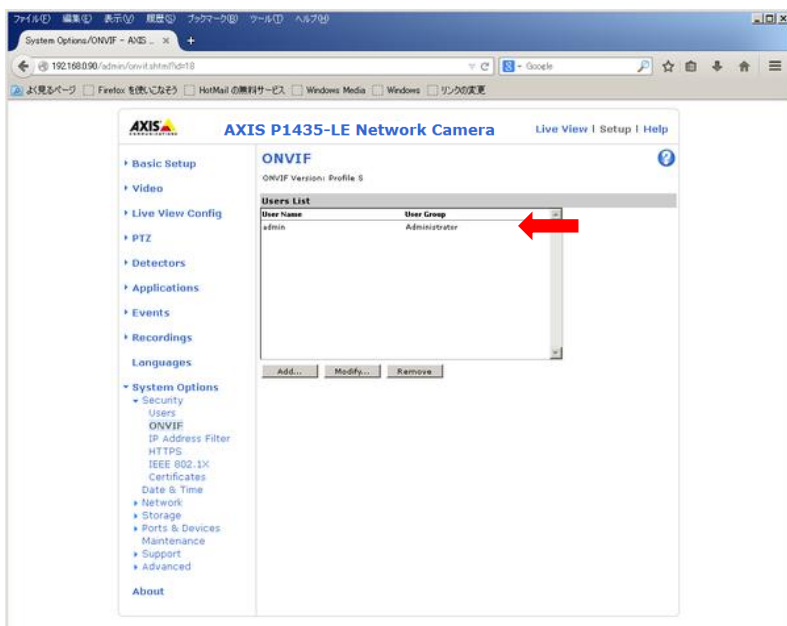 ファイル(F) 編集(E) 表示(V) 履歴(S) ブックマーク(B) ツール(T) ヘルプ(H)
System Options/ONVIF - AXIS ... × +
192.168.0.90/admin/onvif.shtml?id=18
Google
よく見るページ Firefox を使いこなそう HotMail の無料サービス Windows Media Windows リンクの変更
AXIS
COMMUNICATIONS
AXIS P1435-LE Network Camera
Live View | Setup | Help
Basic Setup
Video
Live View Config
PTZ
Detectors
Applications
Events
Recordings
Languages
System Options
Security
Users
ONVIF
IP Address Filter
HTTPS
IEEE 802.1X
Certificates
Date & Time
Network
Storage
Ports & Devices
Maintenance
Support
Advanced
About
ONVIF
ONVIF Version: Profile S
Users List
User Name User Group
admin Administrator
Add... Modify... Remove